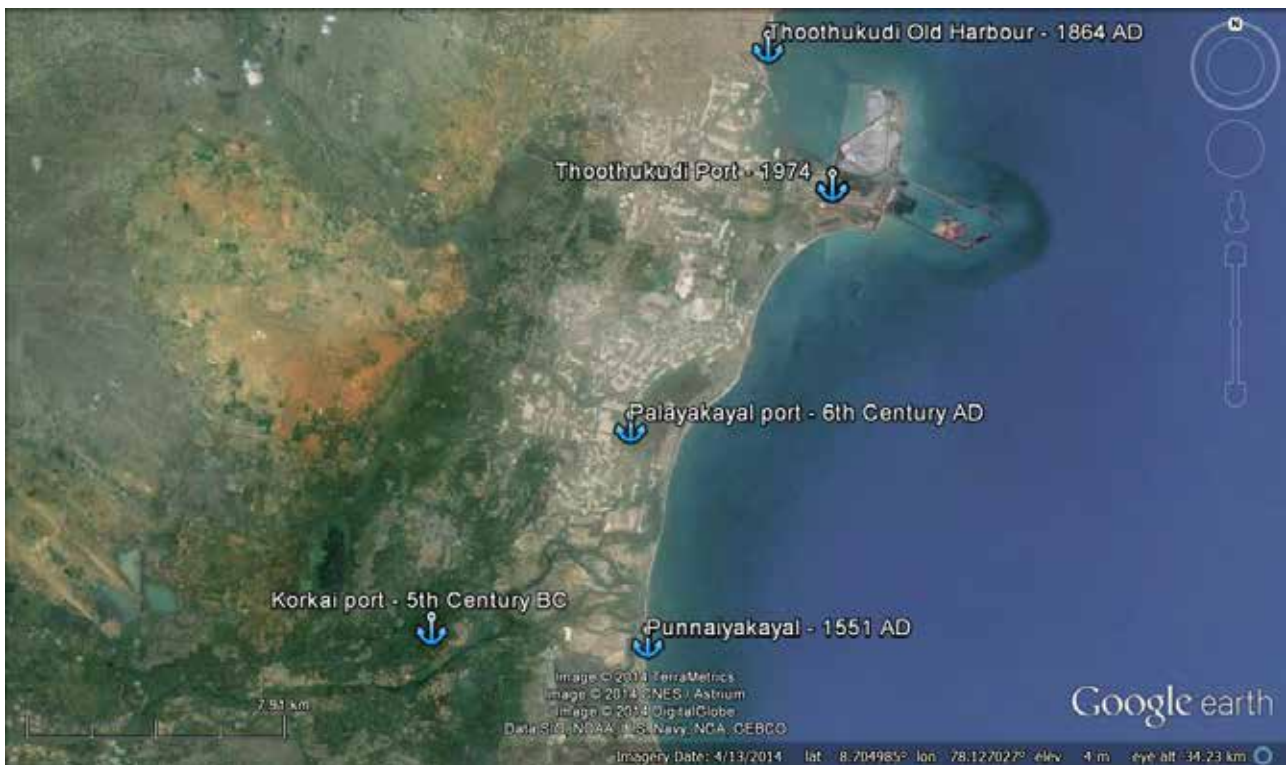 Thoothukudi Old Harbour - 1864 AD
N
Thoothukudi Port - 1974
Palayakayal port - 6th Century AD
Korkai port - 5th Century BC
Punnaiyakayal - 1551 AD
Image © 2014 TerraMetrics
Image © 2014 CNES / Astrium
Image © 2014 DigitalGlobe
Data SIO, NOAA, U.S. Navy, NGA, GEBCO
7.91 km
Google earth
Imagery Date: 4/13/2014 lat 8.704985° lon 78.127027° elev 4 m eye alt 34.23 km